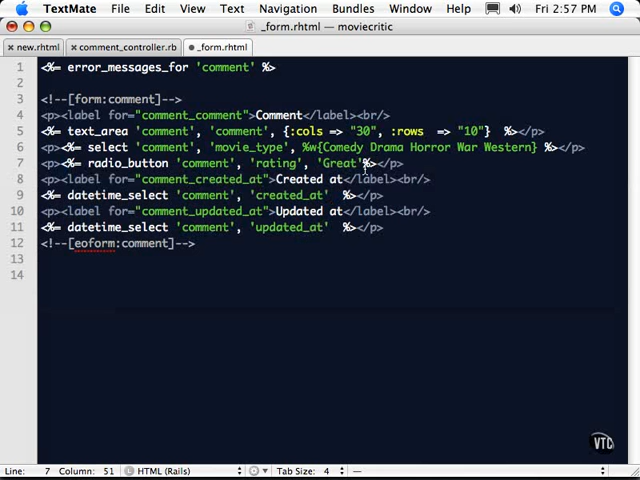 TextMate File Edit View Text Navigation Bundles Window Help Fri 2:57 PM
_form.rhtml — moviecritic
new.rhtml comment_controller.rb _form.rhtml
1 <%= error_messages_for 'comment' %>
2
3 <!--[form:comment]-->
4 <p><label for="comment_comment">Comment</label><br/>
5 <%= text_area 'comment', 'comment', {:cols => "30", :rows => "10"} %></p>
6 <p><%= select 'comment', 'movie_type', %w{Comedy Drama Horror War Western} %></p>
7 <p><%= radio_button 'comment', 'rating', 'Great'%></p>
8 <p><label for="comment_created_at">Created at</label><br/>
9 <%= datetime_select 'comment', 'created_at' %></p>
10 <p><label for="comment_updated_at">Updated at</label><br/>
11 <%= datetime_select 'comment', 'updated_at' %></p>
12 <!--[eoform:comment]-->
13
14
VTC
Line: 7 Column: 51 HTML (Rails) Tab Size: 4 —